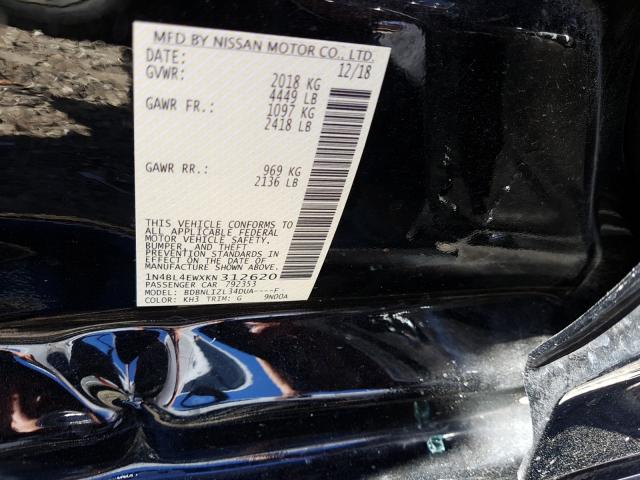 MFD BY NISSAN MOTOR CO., LTD.
DATE: 12/18
GVWR: 2018 KG
4449 LB
GAWR FR.: 1097 KG
2418 LB
GAWR RR.: 969 KG
2136 LB
THIS VEHICLE CONFORMS TO
ALL APPLICABLE FEDERAL
MOTOR VEHICLE SAFETY,
BUMPER, AND THEFT
PREVENTION STANDARDS IN
EFFECT ON THE DATE OF
MANUFACTURE SHOWN ABOVE.
1N4BL4EWXKN312620
PASSENGER CAR 792353
MODEL: BDBNLIZL34DUA----F
COLOR: KH3 TRIM: G 9N00A